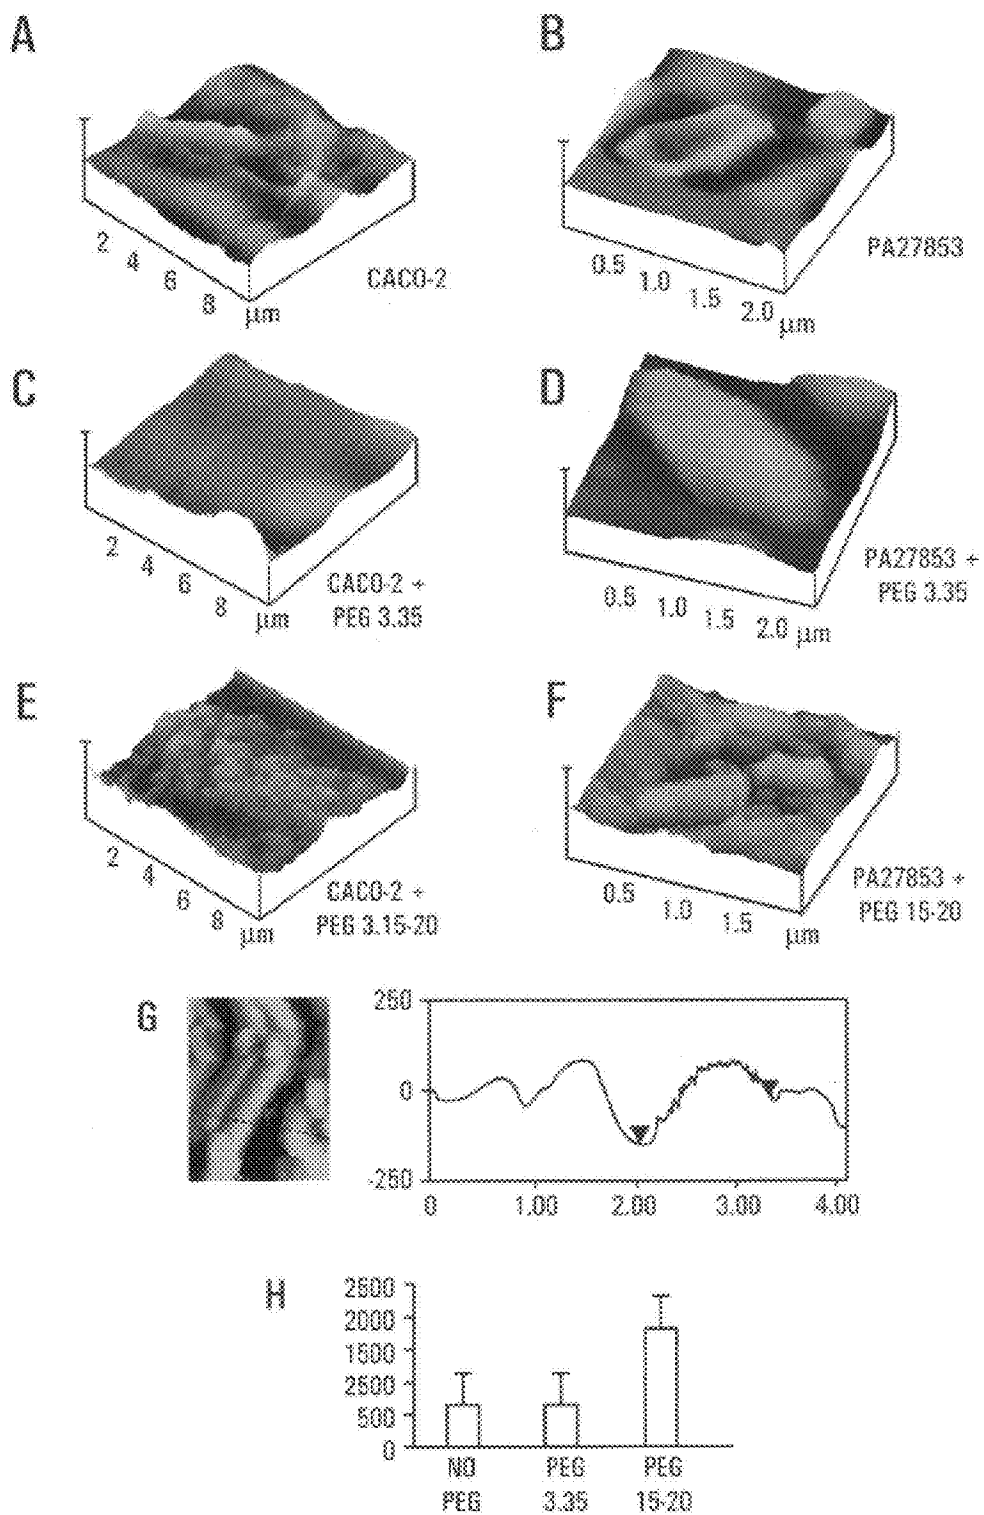 A
B
2
4
6
8
µm
CACO-2
0.5
1.0
1.5
2.0
µm
PA27853
C
D
2
4
6
8
µm
CACO-2 +
PEG 3.35
0.5
1.0
1.5
2.0
µm
PA27853 +
PEG 3.35
E
F
2
4
6
8
µm
CACO-2 +
PEG 3.15-20
0.5
1.0
1.5
µm
PA27853 +
PEG 15-20
G
250
0
-250
0
1.00
2.00
3.00
4.00
H
2500
2000
1500
2500
500
0
NO
PEG
PEG
3.35
PEG
15-20